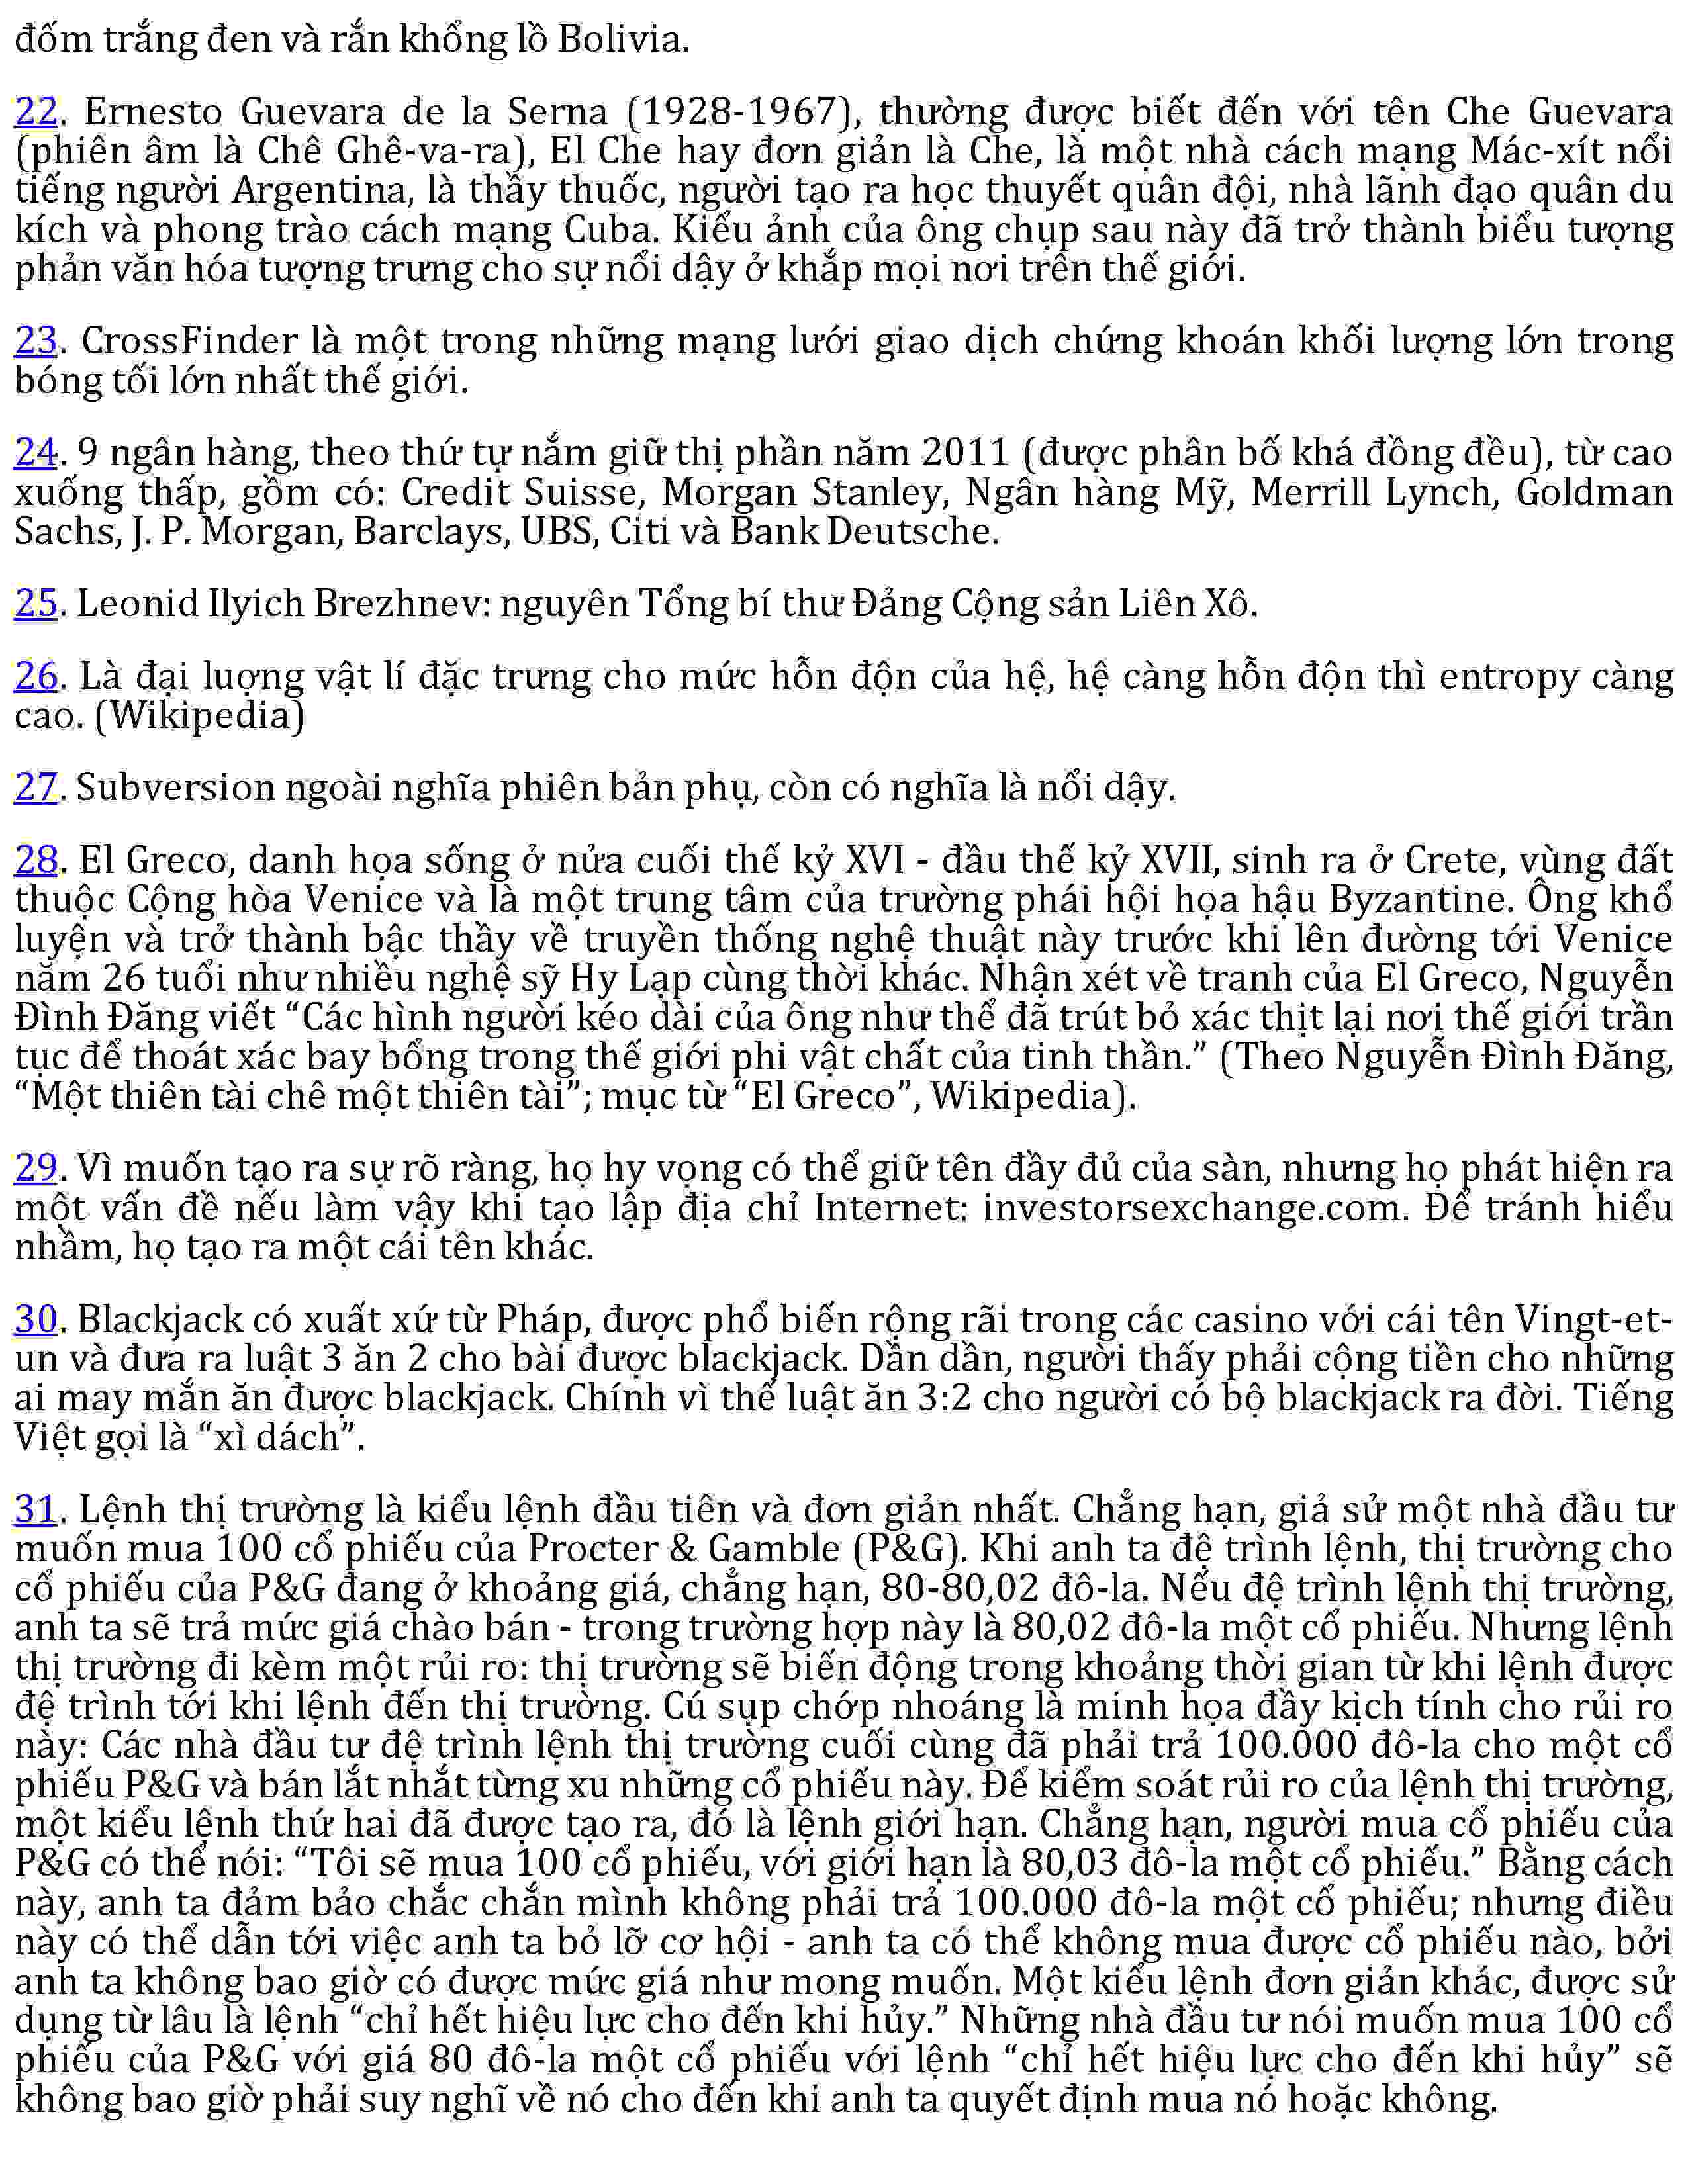 đốm trắng đen và rắn khổng lồ Bolivia.
22. Ernesto Guevara de la Serna (1928-1967), thường được biết đến với tên Che Guevara
(phiên âm là Chê Ghê-va-ra), El Che hay đơn giản là Che, là một nhà cách mạng Mác-xít nổi
tiếng người Argentina, là thầy thuốc, người tạo ra học thuyết quân đội, nhà lãnh đạo quân du
kích và phong trào cách mạng Cuba. Kiểu ảnh của ông chụp sau này đã trở thành biểu tượng
phản văn hóa tượng trưng cho sự nổi dậy ở khắp mọi nơi trên thế giới.
23. CrossFinder là một trong những mạng lưới giao dịch chứng khoán khối lượng lớn trong
bóng tối lớn nhất thế giới.
24. 9 ngân hàng, theo thứ tự nắm giữ thị phần năm 2011 (được phân bố khá đồng đều), từ cao
xuống thấp, gồm có: Credit Suisse, Morgan Stanley, Ngân hàng Mỹ, Merrill Lynch, Goldman
Sachs, J. P. Morgan, Barclays, UBS, Citi và Bank Deutsche.
25. Leonid Ilyich Brezhnev: nguyên Tổng bí thư Đảng Cộng sản Liên Xô.
26. Là đại luợng vật lí đặc trưng cho mức hỗn độn của hệ, hệ càng hỗn độn thì entropy càng
cao. (Wikipedia)
27. Subversion ngoài nghĩa phiên bản phụ, còn có nghĩa là nổi dậy.
28. El Greco, danh họa sống ở nửa cuối thế kỷ XVI - đầu thế kỷ XVII, sinh ra ở Crete, vùng đất
thuộc Cộng hòa Venice và là một trung tâm của trường phái hội họa hậu Byzantine. Ông khổ
luyện và trở thành bậc thầy về truyền thống nghệ thuật này trước khi lên đường tới Venice
năm 26 tuổi như nhiều nghệ sỹ Hy Lạp cùng thời khác. Nhận xét về tranh của El Greco, Nguyễn
Đình Đăng viết “Các hình người kéo dài của ông như thể đã trút bỏ xác thịt lại nơi thế giới trần
tục để thoát xác bay bổng trong thế giới phi vật chất của tinh thần.” (Theo Nguyễn Đình Đăng,
“Một thiên tài chê một thiên tài”; mục từ “El Greco”, Wikipedia).
29. Vì muốn tạo ra sự rõ ràng, họ hy vọng có thể giữ tên đầy đủ của sàn, nhưng họ phát hiện ra
một vấn đề nếu làm vậy khi tạo lập địa chỉ Internet: investorsexchange.com. Để tránh hiểu
nhầm, họ tạo ra một cái tên khác.
30. Blackjack có xuất xứ từ Pháp, được phổ biến rộng rãi trong các casino với cái tên Vingt-et-
un và đưa ra luật 3 ăn 2 cho bài được blackjack. Dần dần, người thấy phải cộng tiền cho những
ai may mắn ăn được blackjack. Chính vì thế luật ăn 3:2 cho người có bộ blackjack ra đời. Tiếng
Việt gọi là “xì dách”.
31. Lệnh thị trường là kiểu lệnh đầu tiên và đơn giản nhất. Chẳng hạn, giả sử một nhà đầu tư
muốn mua 100 cổ phiếu của Procter & Gamble (P&G). Khi anh ta đệ trình lệnh, thị trường cho
cổ phiếu của P&G đang ở khoảng giá, chẳng hạn, 80-80,02 đô-la. Nếu đệ trình lệnh thị trường,
anh ta sẽ trả mức giá chào bán - trong trường hợp này là 80,02 đô-la một cổ phiếu. Nhưng lệnh
thị trường đi kèm một rủi ro: thị trường sẽ biến động trong khoảng thời gian từ khi lệnh được
đệ trình tới khi lệnh đến thị trường. Cú sụp chớp nhoáng là minh họa đầy kịch tính cho rủi ro
này: Các nhà đầu tư đệ trình lệnh thị trường cuối cùng đã phải trả 100.000 đô-la cho một cổ
phiếu P&G và bán lắt nhắt từng xu những cổ phiếu này. Để kiểm soát rủi ro của lệnh thị trường,
một kiểu lệnh thứ hai đã được tạo ra, đó là lệnh giới hạn. Chẳng hạn, người mua cổ phiếu của
P&G có thể nói: “Tôi sẽ mua 100 cổ phiếu, với giới hạn là 80,03 đô-la một cổ phiếu.” Bằng cách
này, anh ta đảm bảo chắc chắn mình không phải trả 100.000 đô-la một cổ phiếu; nhưng điều
này có thể dẫn tới việc anh ta bỏ lỡ cơ hội - anh ta có thể không mua được cổ phiếu nào, bởi
anh ta không bao giờ có được mức giá như mong muốn. Một kiểu lệnh đơn giản khác, được sử
dụng từ lâu là lệnh “chỉ hết hiệu lực cho đến khi hủy.” Những nhà đầu tư nói muốn mua 100 cổ
phiếu của P&G với giá 80 đô-la một cổ phiếu với lệnh “chỉ hết hiệu lực cho đến khi hủy” sẽ
không bao giờ phải suy nghĩ về nó cho đến khi anh ta quyết định mua nó hoặc không.